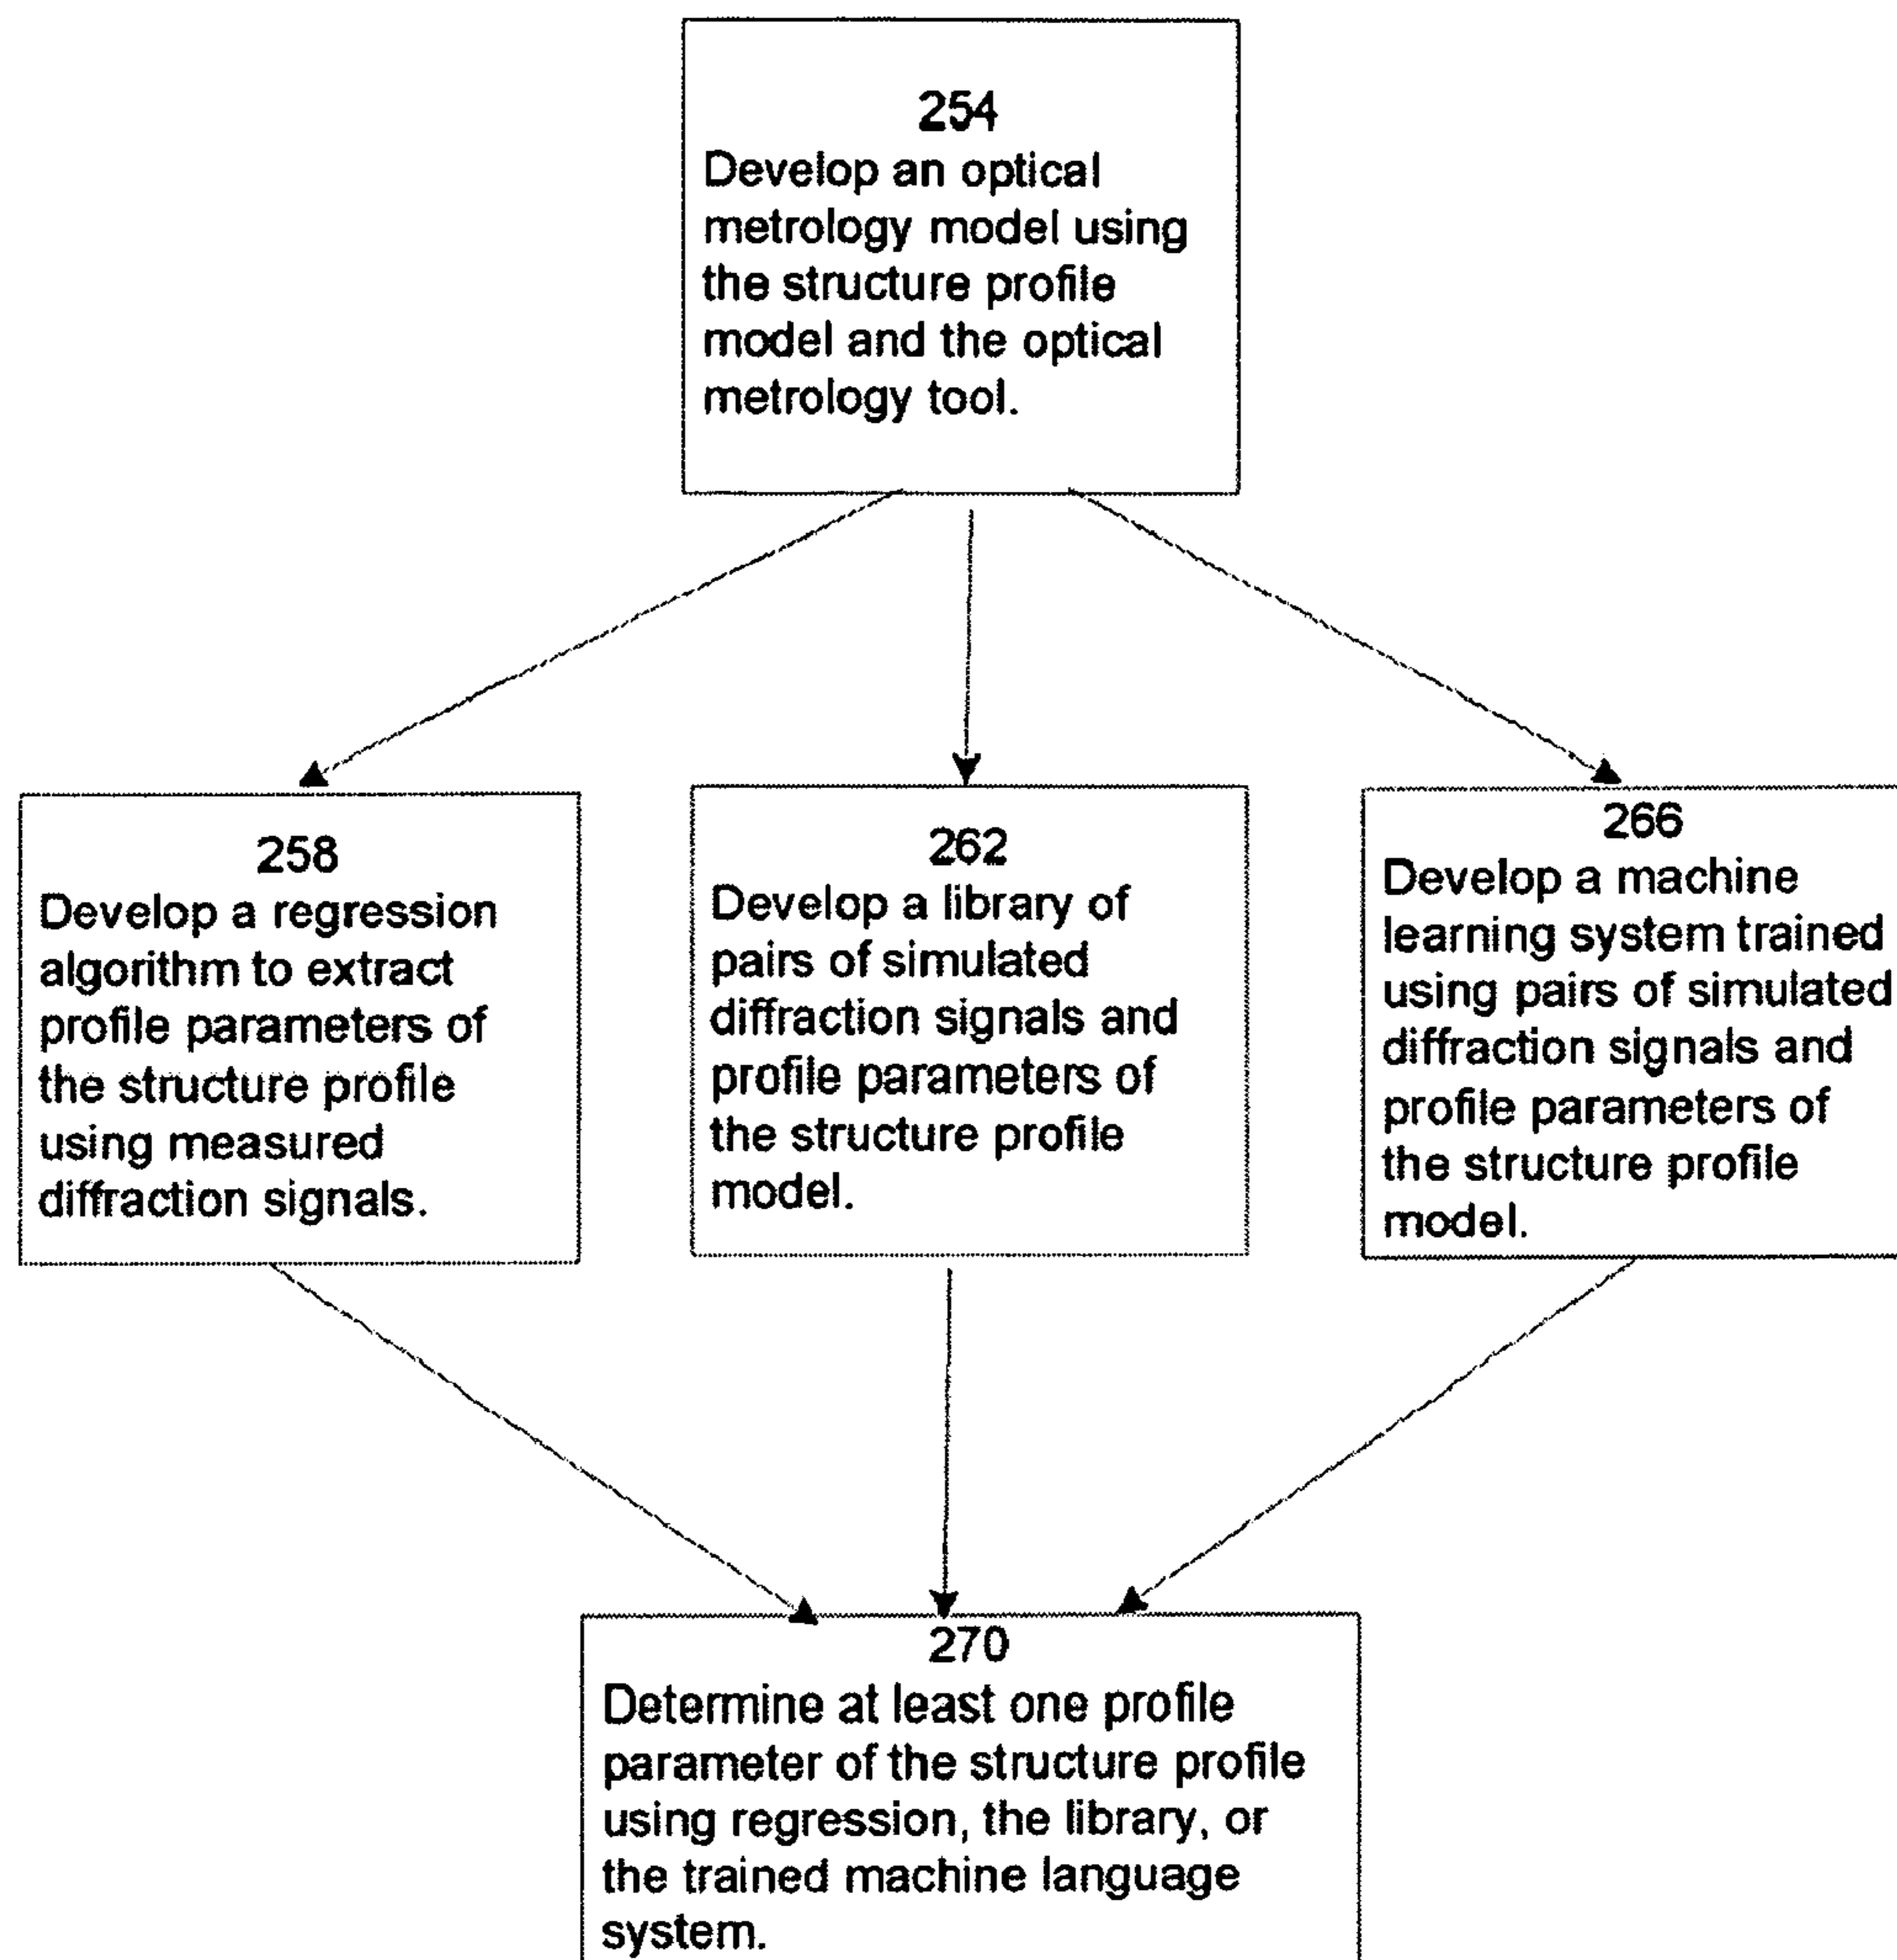 254
Develop an optical
metrology model using
the structure profile
model and the optical
metrology tool.
258
Develop a regression
algorithm to extract
profile parameters of
the structure profile
using measured
diffraction signals.
262
Develop a library of
pairs of simulated
diffraction signals and
profile parameters of
the structure profile
model.
266
Develop a machine
learning system trained
using pairs of simulated
diffraction signals and
profile parameters of
the structure profile
model.
270
Determine at least one profile
parameter of the structure profile
using regression, the library, or
the trained machine language
system.